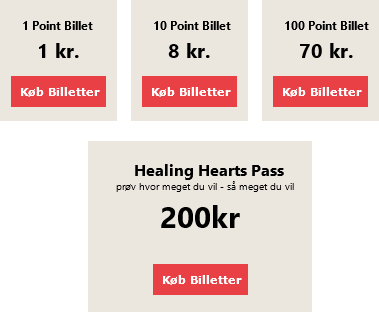 1 Point Billet
1 kr.
Køb Billetter
10 Point Billet
8 kr.
Køb Billetter
100 Point Billet
70 kr.
Køb Billetter
Healing Hearts Pass
prøv hvor meget du vil - så meget du vil
200kr
Køb Billetter